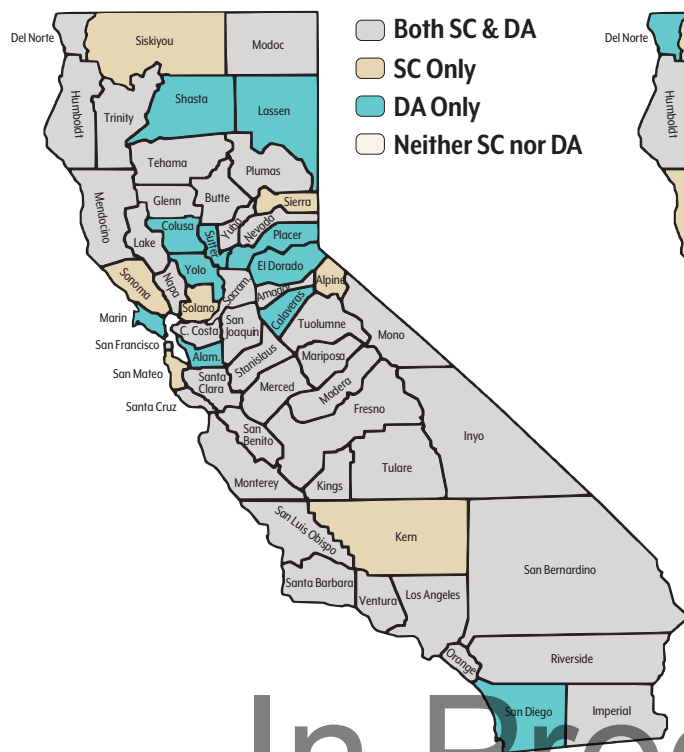 Both SC & DA
SC Only
DA Only
Neither SC nor DA
Del Norte
Siskiyou
Modoc
Humboldt
Trinity
Shasta
Lassen
Tehama
Plumas
Mendocino
Glenn
Butte
Sierra
Colusa
Sutter
Yuba
Nevada
Placer
Lake
Yolo
El Dorado
Sonoma
Napa
Solano
Socram.
Amador
Alpine
Calaveras
Marin
C. Costa
San
Joaquin
Tuolumne
Mono
San Francisco
Alam.
Stanislaus
Mariposa
San Mateo
Santa
Clara
Merced
Madera
Santa Cruz
Fresno
San
Benito
Inyo
Monterey
Kings
Tulare
San Luis Obispo
Kern
San Bernardino
Santa Barbara
Ventura
Los Angeles
Orange
Riverside
San Diego
Imperial
Del Norte
Humboldt
In Proc